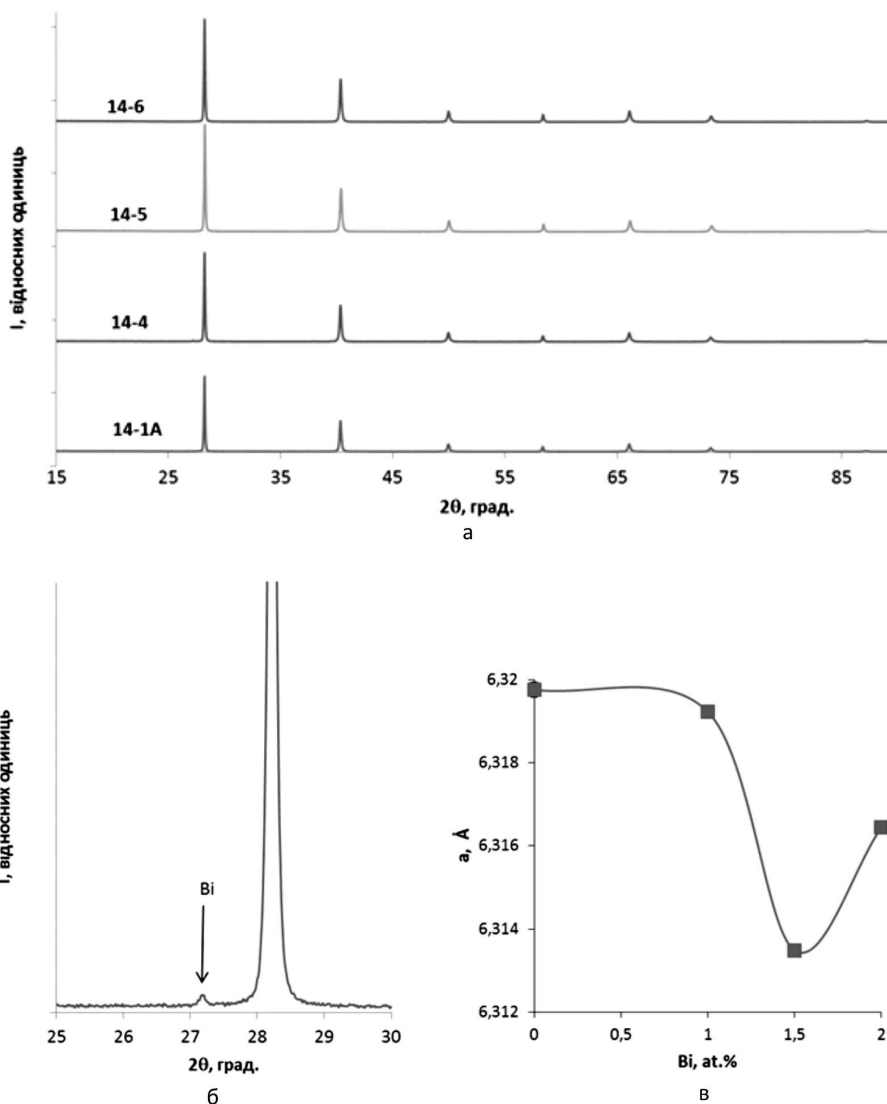 I, відносних одиниць
14-6
14-5
14-4
14-1A
15 25 35 45 55 65 75 85
2θ, град.
а
I, відносних одиниць
Bi
25 26 27 28 29 30
2θ, град.
б
a, Å
6,32
6,318
6,316
6,314
6,312
0 0,5 1 1,5 2
Bi, at.%
в